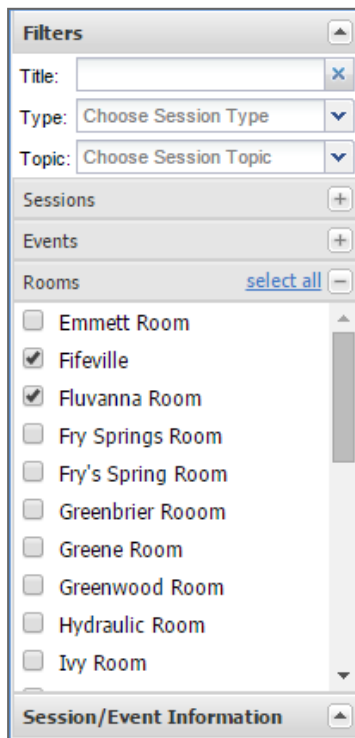 Filters
Title:
Type: Choose Session Type
Topic: Choose Session Topic
Sessions
Events
Rooms select all
Emmett Room
Fifeville
Fluvanna Room
Fry Springs Room
Fry's Spring Room
Greenbrier Rooom
Greene Room
Greenwood Room
Hydraulic Room
Ivy Room
Session/Event Information